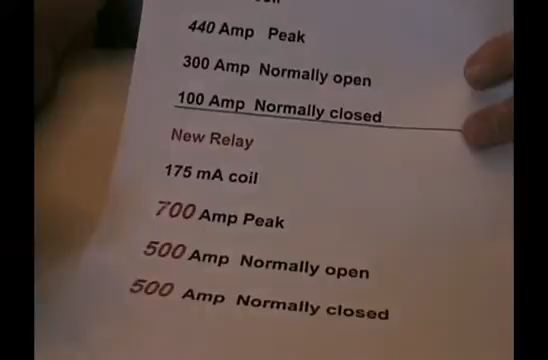 440 Amp Peak
300 Amp Normally open
100 Amp Normally closed
New Relay
175 mA coil
700 Amp Peak
500 Amp Normally open
500 Amp Normally closed